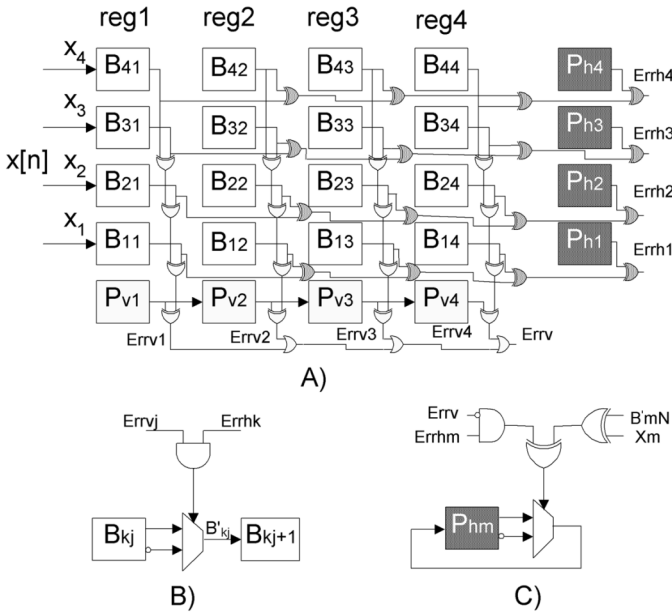 reg1 reg2 reg3 reg4
x4 B41 B42 B43 B44 Ph4 Errh4
x3 B31 B32 B33 B34 Ph3 Errh3
x[n]
x2 B21 B22 B23 B24 Ph2 Errh2
x1 B11 B12 B13 B14 Ph1 Errh1
Pv1 Pv2 Pv3 Pv4
Errv1 Errv2 Errv3 Errv4 Errv
A)
Errvj Errhk
Bkj B'kj Bkj+1
B)
Errv B'mN
Errhm Xm
Phm
C)